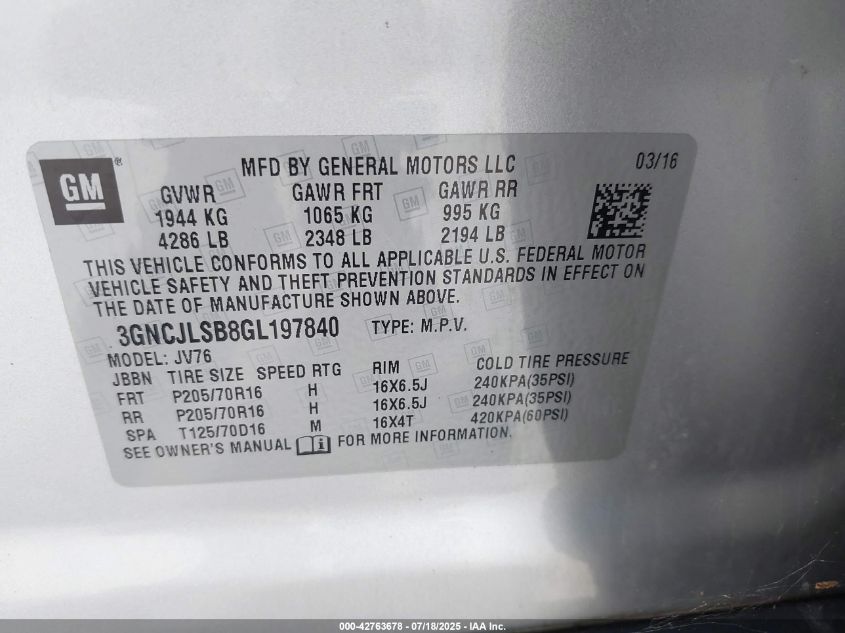 GM ®
MFD BY GENERAL MOTORS LLC 03/16
GVWR GAWR FRT GAWR RR
1944 KG 1065 KG 995 KG
4286 LB 2348 LB 2194 LB
THIS VEHICLE CONFORMS TO ALL APPLICABLE U.S. FEDERAL MOTOR
VEHICLE SAFETY AND THEFT PREVENTION STANDARDS IN EFFECT ON
THE DATE OF MANUFACTURE SHOWN ABOVE.
3GNCJLSB8GL197840 TYPE: M.P.V.
MODEL: JV76
JBBN TIRE SIZE SPEED RTG RIM COLD TIRE PRESSURE
FRT P205/70R16 H 16X6.5J 240KPA(35PSI)
RR P205/70R16 H 16X6.5J 240KPA(35PSI)
SPA T125/70D16 M 16X4T 420KPA(60PSI)
SEE OWNER'S MANUAL FOR MORE INFORMATION.
000-42763678 - 07/18/2025 - IAA Inc.